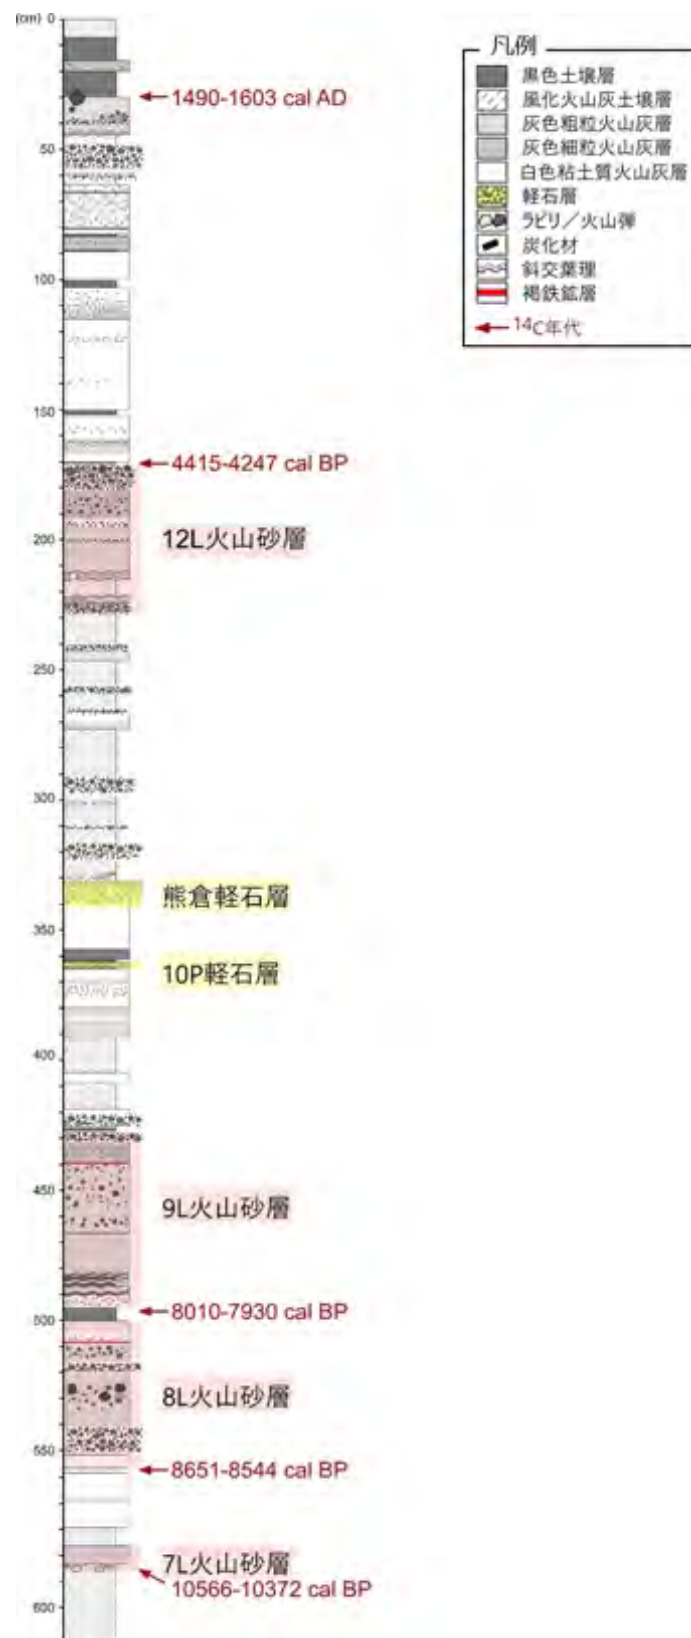 (cm) 0
凡例
黒色土壌層
風化火山灰土壌層
灰色粗粒火山灰層
灰色細粒火山灰層
白色粘土質火山灰層
軽石層
ラピリ／火山弾
炭化材
斜交葉理
褐鉄鉱層
14C年代
1490-1603 cal AD
50
100
150
4415-4247 cal BP
200
12L火山砂層
250
300
熊倉軽石層
350
10P軽石層
400
450
9L火山砂層
8010-7930 cal BP
500
8L火山砂層
550
8651-8544 cal BP
7L火山砂層
10566-10372 cal BP
600